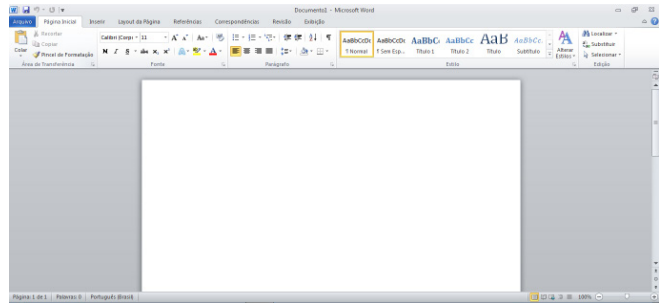 Documento1 - Microsoft Word
Arquivo Página Inicial Inserir Layout da Página Referências Correspondências Revisão Exibição
Colar
Recortar
Copiar
Pincel de Formatação
Área de Transferência
Calibri (Corpo 11
N I S abc x, x² A
Fonte
Parágrafo
AaBbCcDc AaBbCcDc AaBbC AaBbCc AaB AaBbCc.
¶ Normal ¶ Sem Esp... Título 1 Título 2 Título Subtítulo
Alterar
Estilos
Estilo
Localizar
Substituir
Selecionar
Edição
Página: 1 de 1 Palavras: 0 Português (Brasil) 100%